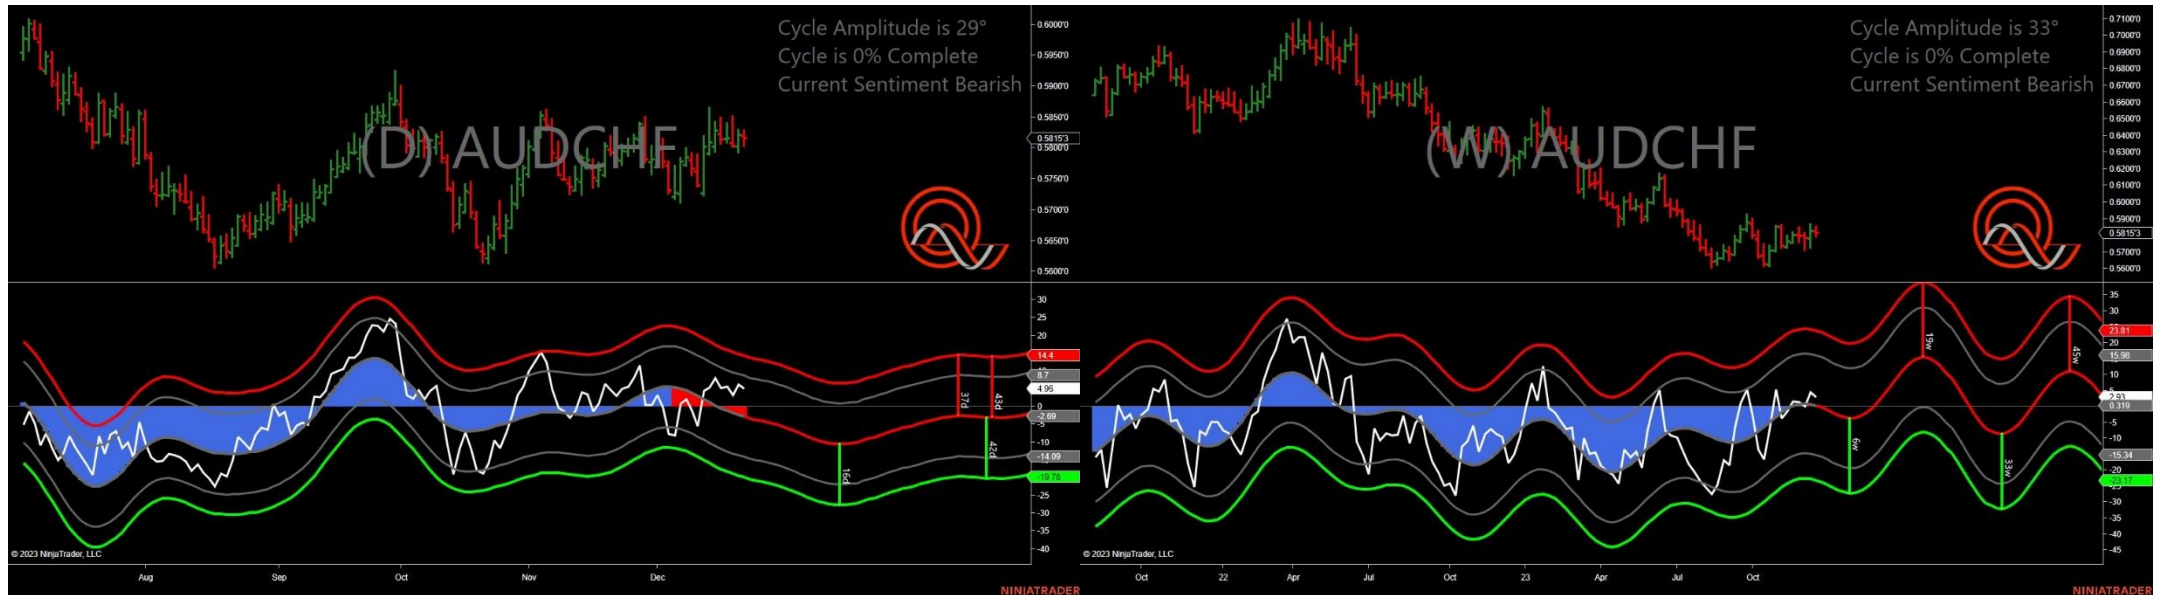 Cycle Amplitude is 29°
Cycle is 0% Complete
Current Sentiment Bearish
(D) AUDCHF
0.6000'0
0.5950'0
0.5900'0
0.5850'0
0.5815'3
0.5800'0
0.5750'0
0.5700'0
0.5650'0
0.5600'0
30
25
20
14.4
8.7
4.96
0
-2.69
-5
-10
-14.09
-19.78
-25
-30
-35
-40
37d
43d
42d
16d
© 2023 NinjaTrader, LLC
Aug
Sep
Oct
Nov
Dec
NINJATRADER
Cycle Amplitude is 33°
Cycle is 0% Complete
Current Sentiment Bearish
(W) AUDCHF
0.7100'0
0.7000'0
0.6900'0
0.6800'0
0.6700'0
0.6600'0
0.6500'0
0.6400'0
0.6300'0
0.6200'0
0.6100'0
0.6000'0
0.5900'0
0.5815'3
0.5700'0
0.5600'0
35
30
23.81
20
15.98
10
5
2.93
0.319
-5
-10
-15.34
-20
-23.17
-30
-35
-40
-45
19w
45w
6w
33w
© 2023 NinjaTrader, LLC
Oct
22
Apr
Jul
Oct
23
Apr
Jul
Oct
NINJATRADER